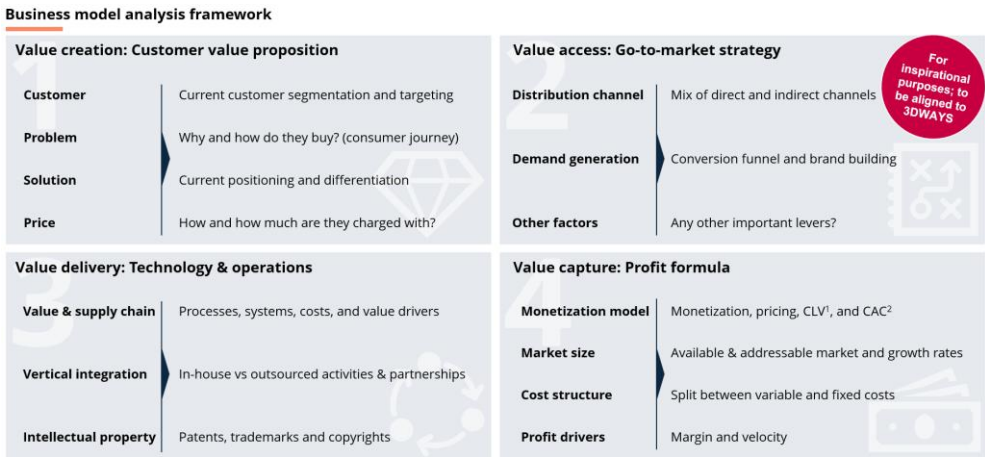 Business model analysis framework
1
Value creation: Customer value proposition
Customer Current customer segmentation and targeting
Problem Why and how do they buy? (consumer journey)
Solution Current positioning and differentiation
Price How and how much are they charged with?
2
Value access: Go-to-market strategy
For
inspirational
purposes; to
be aligned to
3DWAYS
Distribution channel Mix of direct and indirect channels
Demand generation Conversion funnel and brand building
Other factors Any other important levers?
3
Value delivery: Technology & operations
Value & supply chain Processes, systems, costs, and value drivers
Vertical integration In-house vs outsourced activities & partnerships
Intellectual property Patents, trademarks and copyrights
4
Value capture: Profit formula
Monetization model Monetization, pricing, CLV¹, and CAC²
Market size Available & addressable market and growth rates
Cost structure Split between variable and fixed costs
Profit drivers Margin and velocity